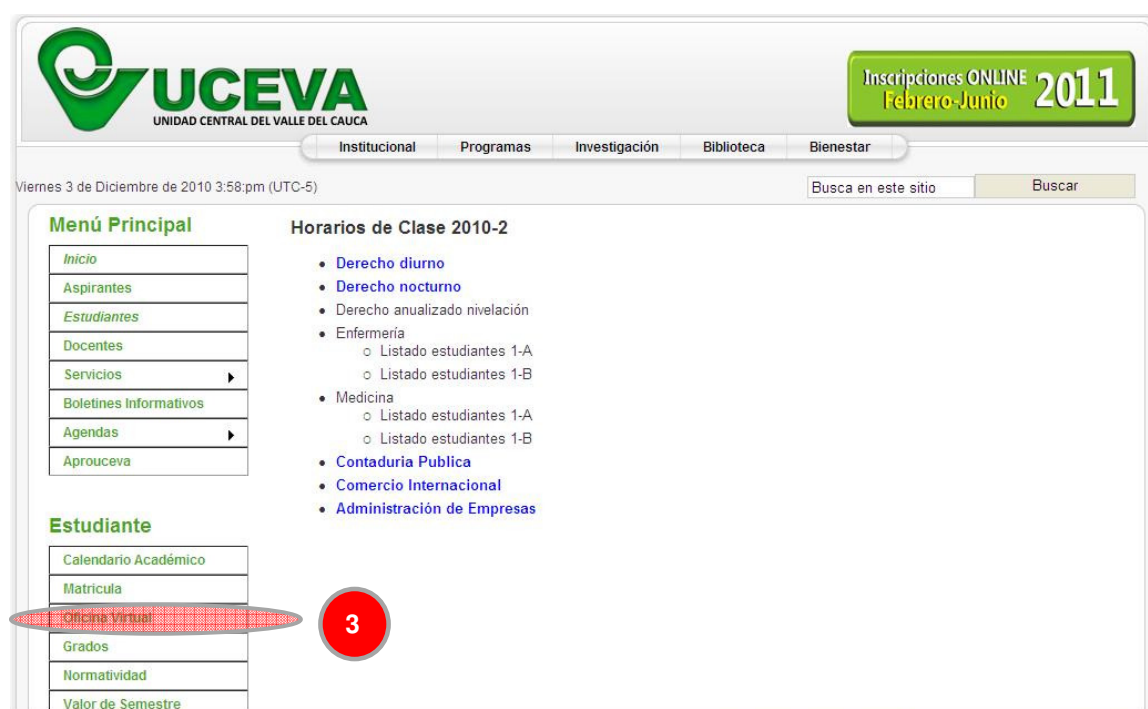 UCEVA
UNIDAD CENTRAL DEL VALLE DEL CAUCA
Inscripciones ONLINE 2011
Febrero-Junio
Institucional Programas Investigación Biblioteca Bienestar
Viernes 3 de Diciembre de 2010 3:58:pm (UTC-5)
Busca en este sitio Buscar
Menú Principal
Inicio
Aspirantes
Estudiantes
Docentes
Servicios
Boletines Informativos
Agendas
Aprouceva
Estudiante
Calendario Académico
Matricula
Oficina Virtual
Grados
Normatividad
Valor de Semestre
Horarios de Clase 2010-2
Derecho diurno
Derecho nocturno
Derecho anualizado nivelación
Enfermería
Listado estudiantes 1-A
Listado estudiantes 1-B
Medicina
Listado estudiantes 1-A
Listado estudiantes 1-B
Contaduria Publica
Comercio Internacional
Administración de Empresas
3